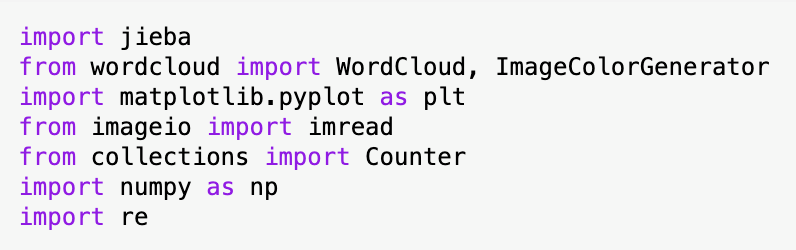 import jieba
from wordcloud import WordCloud, ImageColorGenerator
import matplotlib.pyplot as plt
from imageio import imread
from collections import Counter
import numpy as np
import re